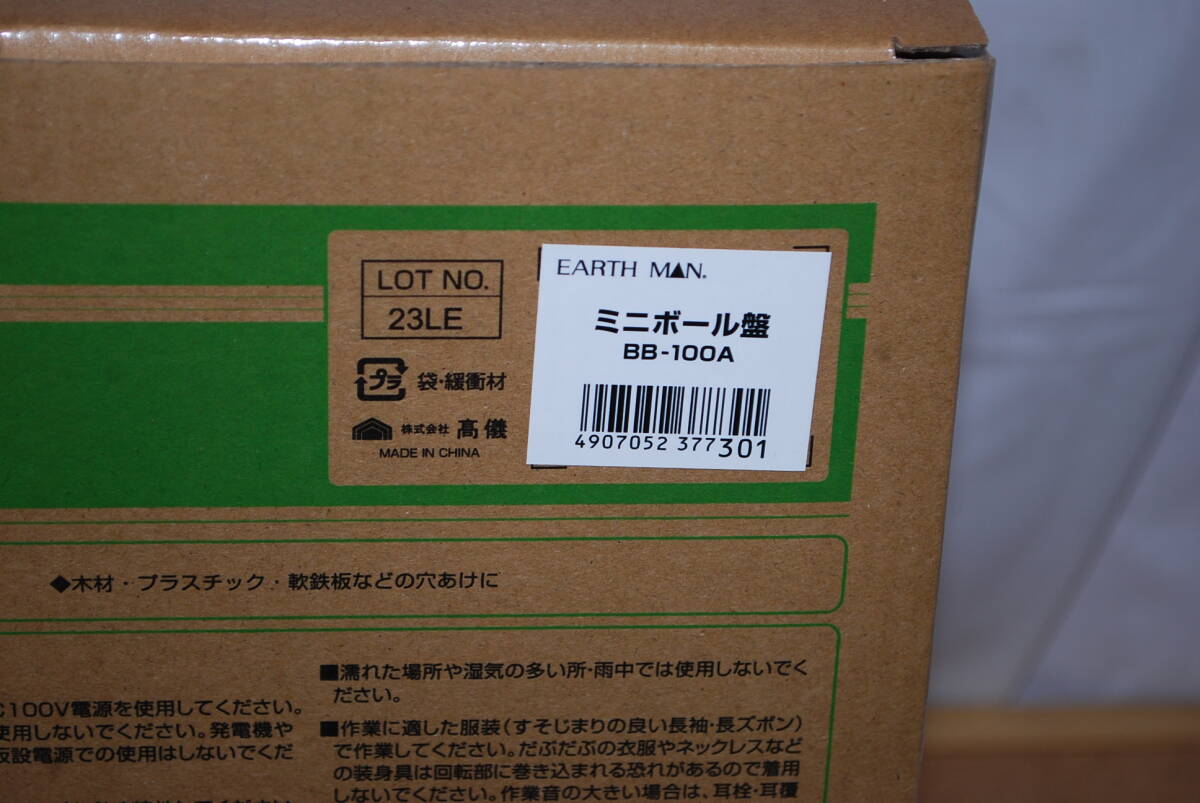 LOT NO.
23LE
プラ 袋・緩衝材
株式会社 髙儀
MADE IN CHINA
EARTH MAN.
ミニボール盤
BB-100A
4907052 377301
◆木材・プラスチック・軟鉄板などの穴あけに
C100V電源を使用してください。
使用しないでください。発電機や
仮設電源での使用はしないでくだ
■濡れた場所や湿気の多い所・雨中では使用しないでく
ださい。
■作業に適した服装(すそじまりの良い長袖・長ズボン)
で作業してください。だぶだぶの衣服やネックレスなど
の装身具は回転部に巻き込まれる恐れがあるので着用
しないでください。作業音の大きい場合は、耳栓・耳覆